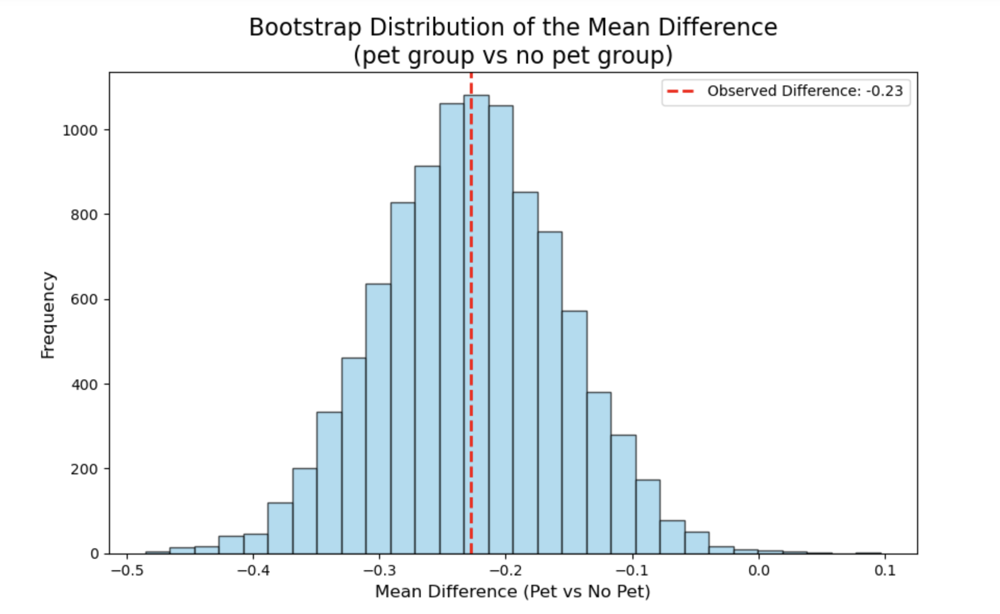 Bootstrap Distribution of the Mean Difference
(pet group vs no pet group)
Observed Difference: -0.23
Frequency
1000
800
600
400
200
0
−0.5 −0.4 −0.3 −0.2 −0.1 0.0 0.1
Mean Difference (Pet vs No Pet)